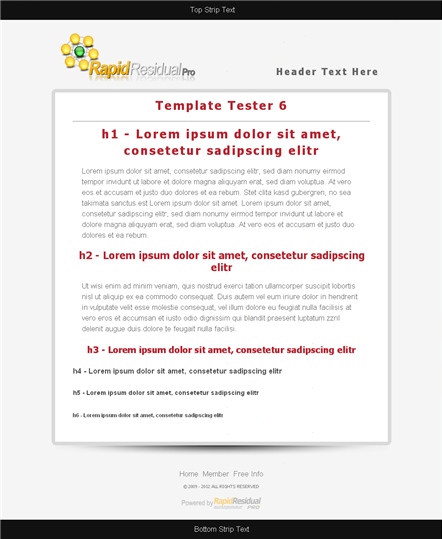 Top Strip Text
RapidResidualPro
Header Text Here
Template Tester 6
h1 - Lorem ipsum dolor sit amet,
consetetur sadipscing elitr
Lorem ipsum dolor sit amet, consetetur sadipscing elitr, sed diam nonumy eirmod
tempor invidunt ut labore et dolore magna aliquyam erat, sed diam voluptua. At vero
eos et accusam et justo duo dolores et ea rebum. Stet clita kasd gubergren, no sea
takimata sanctus est Lorem ipsum dolor sit amet. Lorem ipsum dolor sit amet,
consetetur sadipscing elitr, sed diam nonumy eirmod tempor invidunt ut labore et
dolore magna aliquyam erat, sed diam voluptua. At vero eos et accusam et justo duo
dolores et ea rebum.
h2 - Lorem ipsum dolor sit amet, consetetur sadipscing
elitr
Ut wisi enim ad minim veniam, quis nostrud exerci tation ullamcorper suscipit lobortis
nisl ut aliquip ex ea commodo consequat. Duis autem vel eum iriure dolor in hendrerit
in vulputate velit esse molestie consequat, vel illum dolore eu feugiat nulla facilisis at
vero eros et accumsan et iusto odio dignissim qui blandit praesent luptatum zzril
delenit augue duis dolore te feugait nulla facilisi.
h3 - Lorem ipsum dolor sit amet, consetetur sadipscing elitr
h4 - Lorem ipsum dolor sit amet, consetetur sadipscing elitr
h5 - Lorem ipsum dolor sit amet, consetetur sadipscing elitr
h6 - Lorem ipsum dolor sit amet, consetetur sadipscing elitr
Home Member Free Info
© 2009 - 2012 ALL RIGHTS RESERVED
Powered by RapidResidual
PRO
Bottom Strip Text